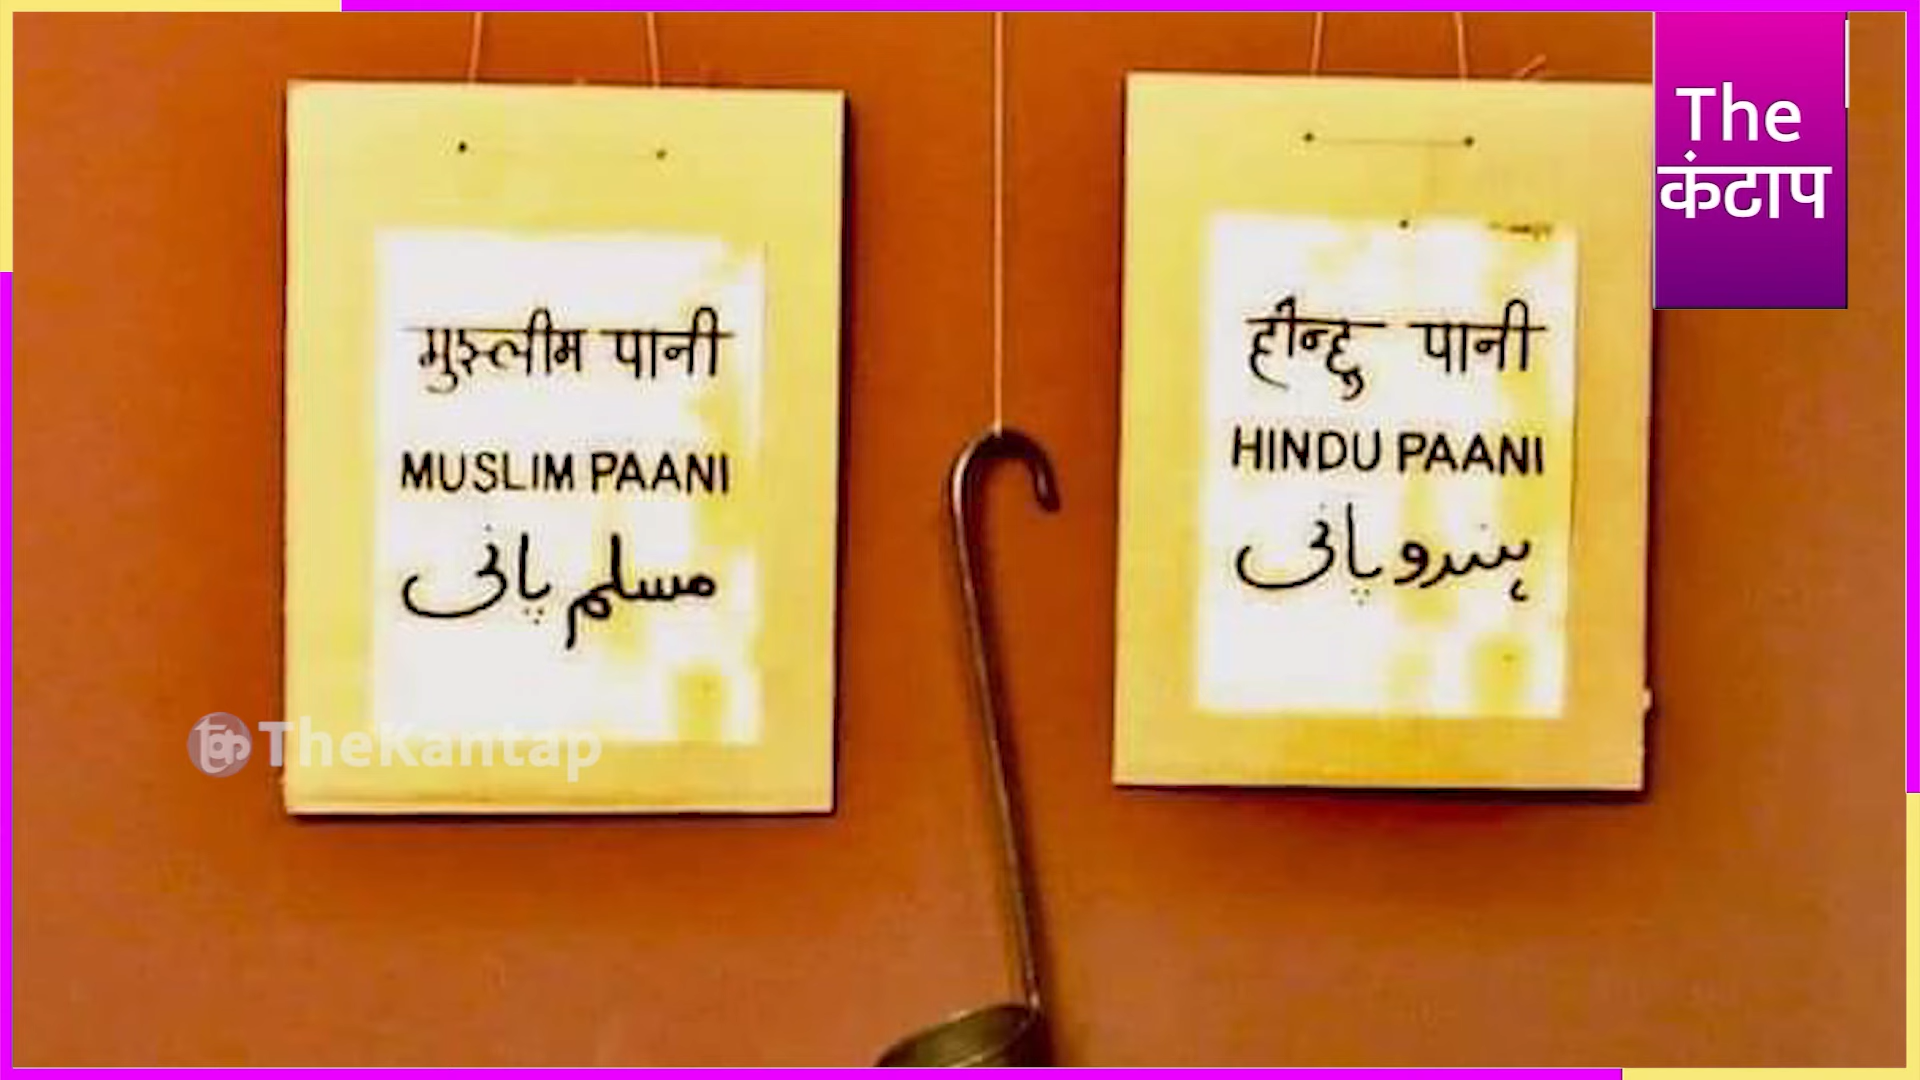 मुस्लीम पानी
MUSLIM PAANI
مسلم پانی
हीन्दु पानी
HINDU PAANI
ہندو پانی
The
कंटाप
TheKantap